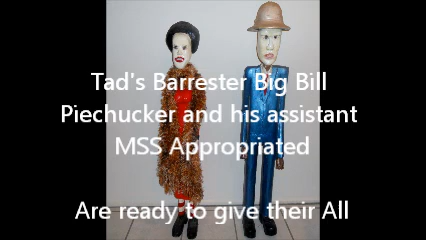 Tad's Barrester Big Bill
Piechucker and his assistant
MSS Appropriated
Are ready to give their All